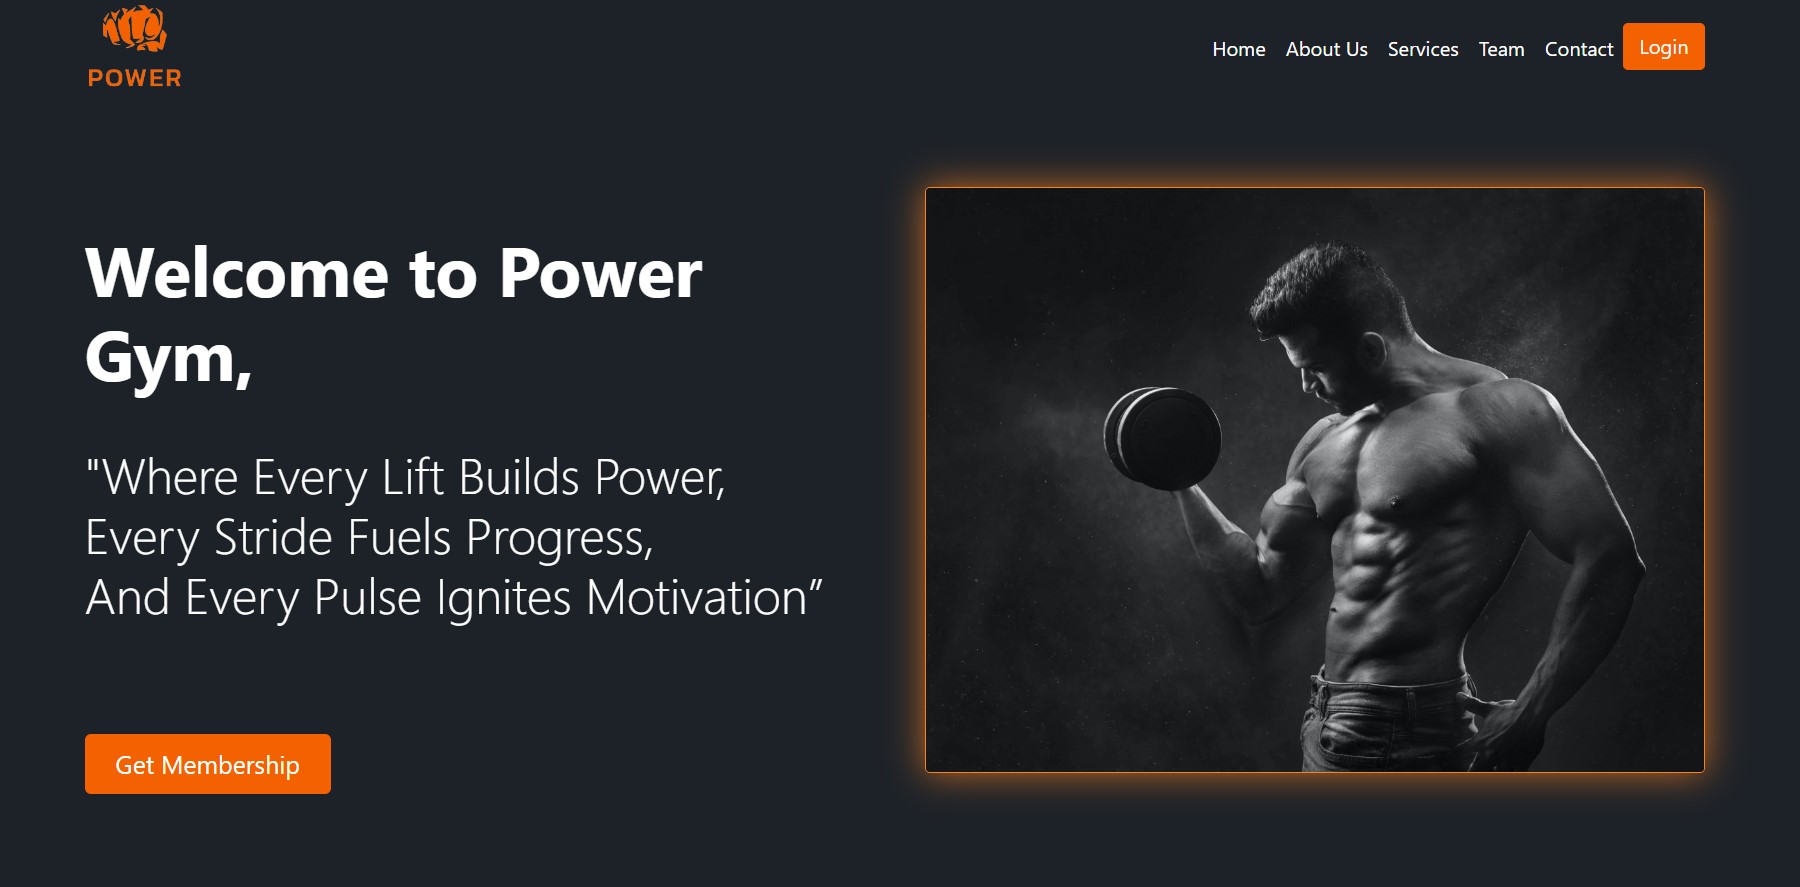 POWER
Home About Us Services Team Contact Login
Welcome to Power
Gym,
"Where Every Lift Builds Power,
Every Stride Fuels Progress,
And Every Pulse Ignites Motivation”
Get Membership